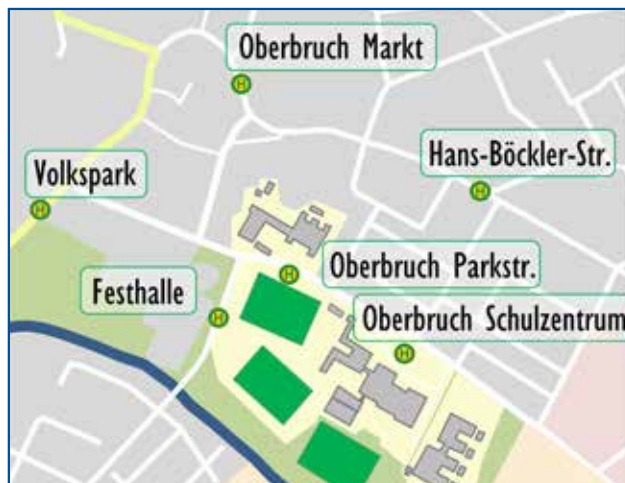 Oberbruch Markt
H
Hans-Böckler-Str.
H
Volkspark
H
Oberbruch Parkstr.
H
Festhalle
H
Oberbruch Schulzentrum
H